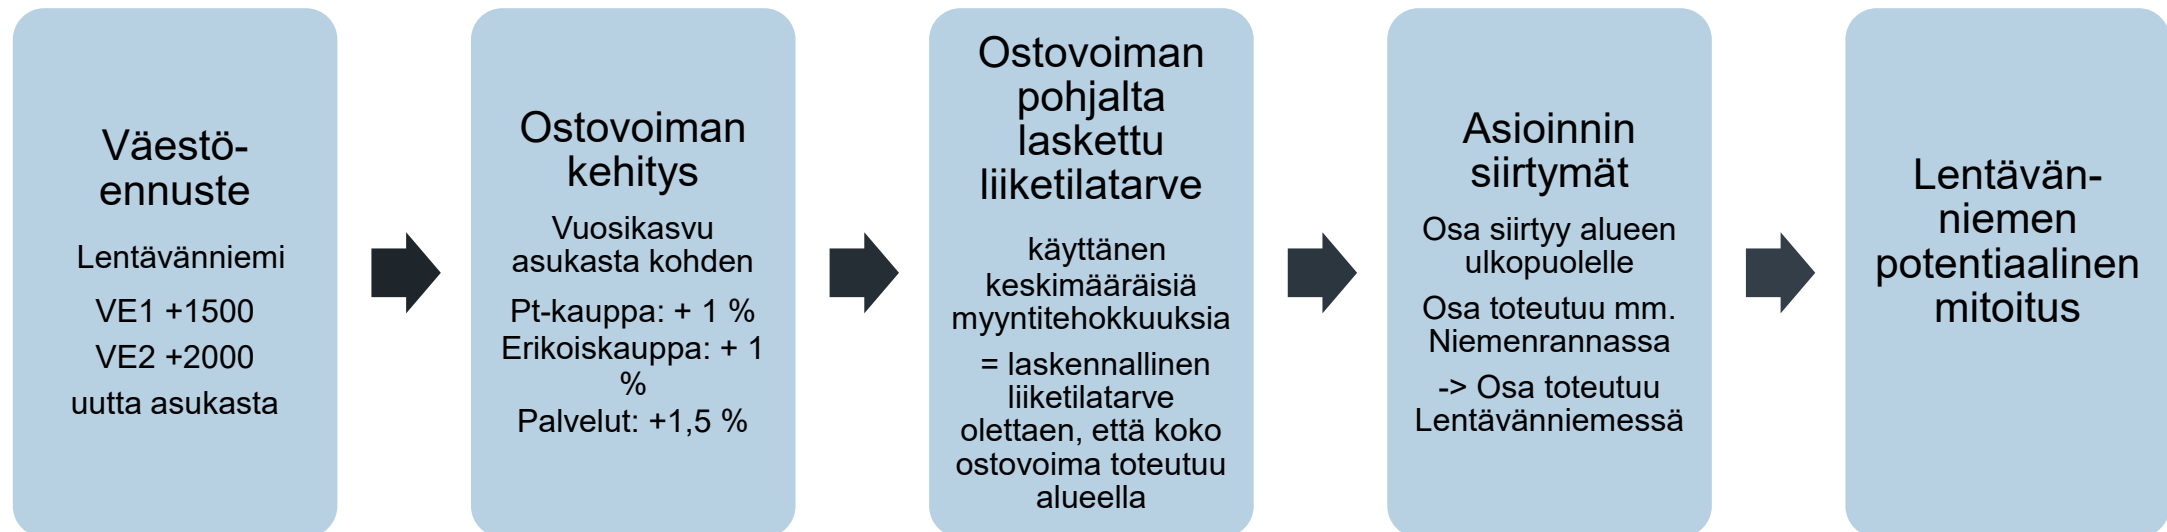 Väestö-
ennuste
Lentävänniemi
VE1 +1500
VE2 +2000
uutta asukasta
Ostovoiman
kehitys
Vuosikasvu
asukasta kohden
Pt-kauppa: + 1 %
Erikoiskauppa: + 1
%
Palvelut: +1,5 %
Ostovoiman
pohjalta
laskettu
liiketilatarve
käyttänen
keskimääräisiä
myyntitehokkuuksia
= laskennallinen
liiketilatarve
olettaen, että koko
ostovoima toteutuu
alueella
Asioinnin
siirtymät
Osa siirtyy alueen
ulkopuolelle
Osa toteutuu mm.
Niemenrannassa
-> Osa toteutuu
Lentävänniemessä
Lentävän-
niemen
potentiaalinen
mitoitus